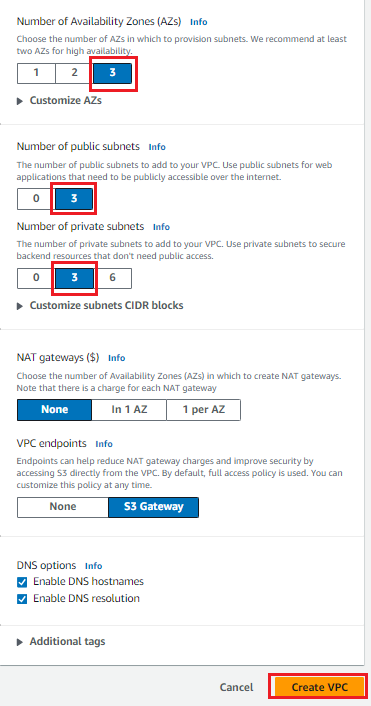 Number of Availability Zones (AZs) Info
Choose the number of AZs in which to provision subnets. We recommend at least
two AZs for high availability.
1 2 3
Customize AZs
Number of public subnets Info
The number of public subnets to add to your VPC. Use public subnets for web
applications that need to be publicly accessible over the internet.
0 3
Number of private subnets Info
The number of private subnets to add to your VPC. Use private subnets to secure
backend resources that don't need public access.
0 3 6
Customize subnets CIDR blocks
NAT gateways ($) Info
Choose the number of Availability Zones (AZs) in which to create NAT gateways.
Note that there is a charge for each NAT gateway
None In 1 AZ 1 per AZ
VPC endpoints Info
Endpoints can help reduce NAT gateway charges and improve security by
accessing S3 directly from the VPC. By default, full access policy is used. You can
customize this policy at any time.
None S3 Gateway
DNS options Info
Enable DNS hostnames
Enable DNS resolution
Additional tags
Cancel Create VPC